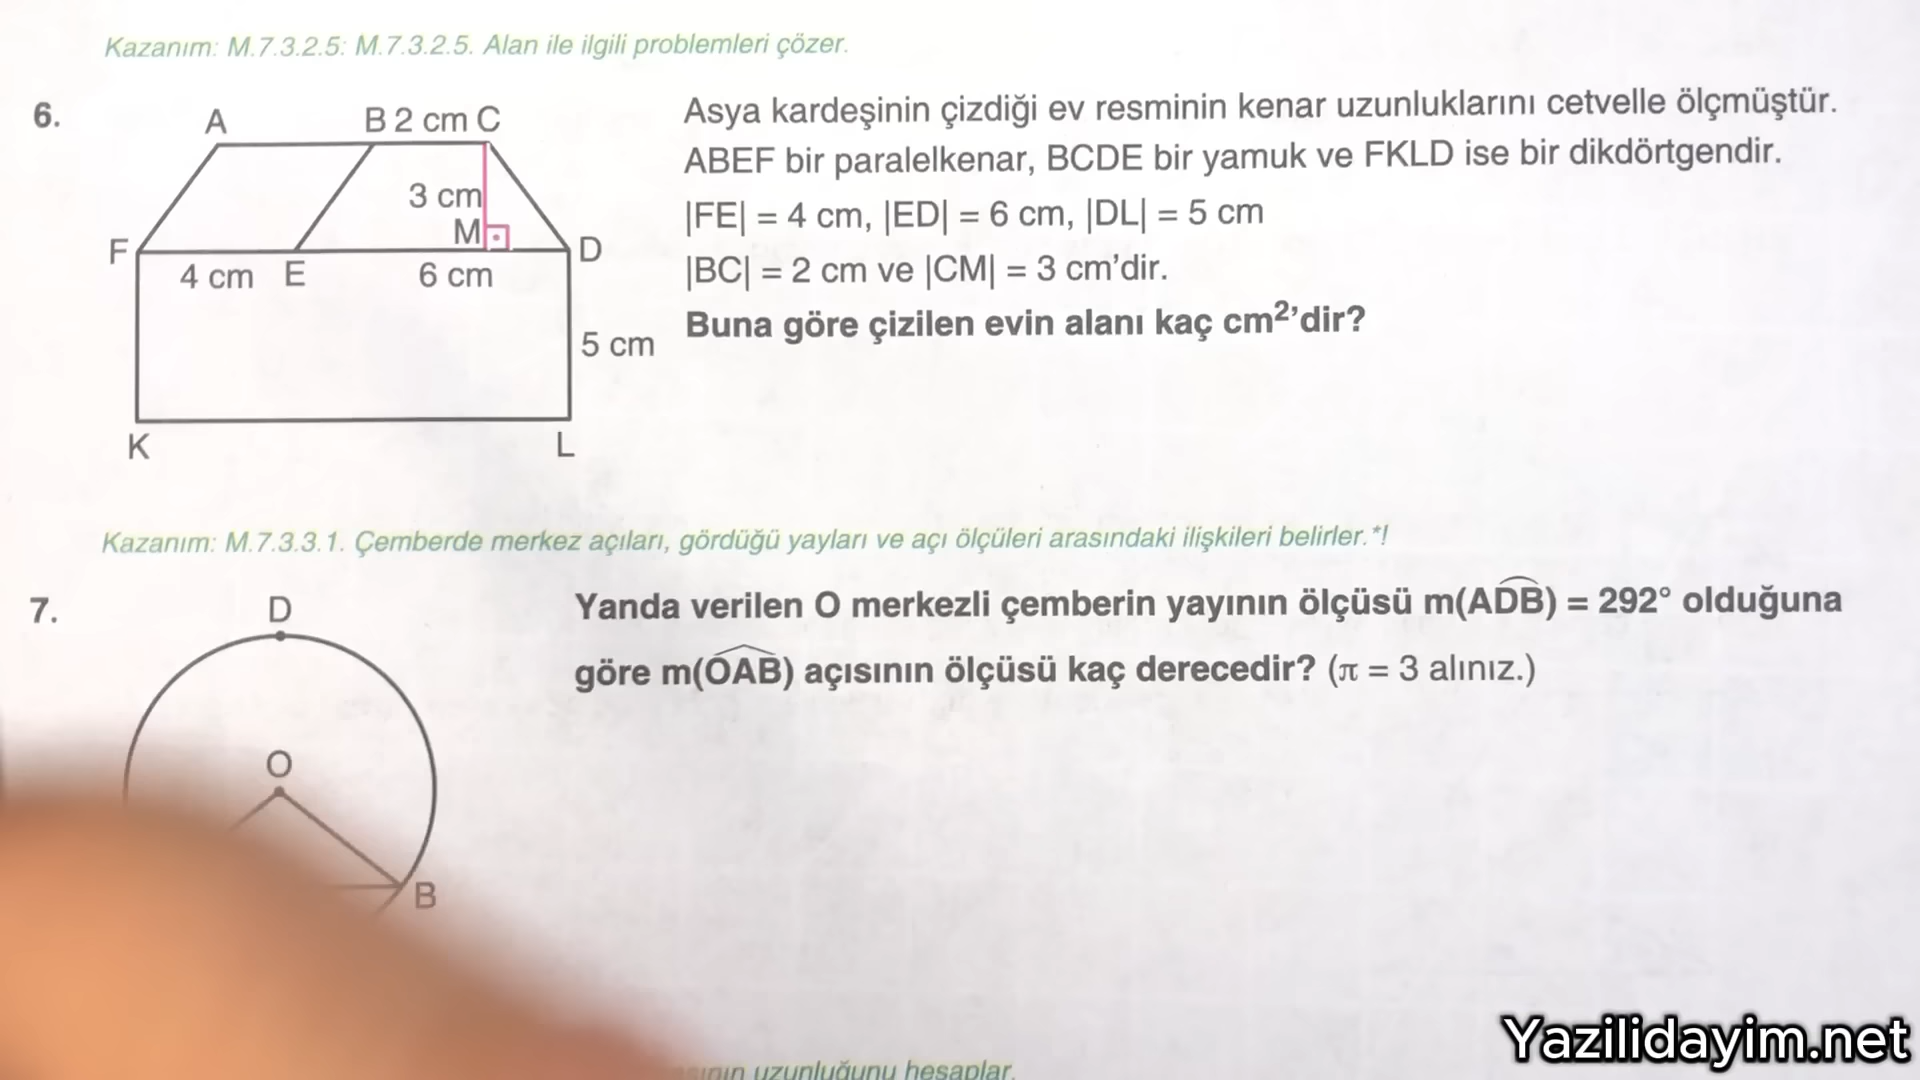 Kazanım: M.7.3.2.5: M.7.3.2.5. Alan ile ilgili problemleri çözer.
6.
A
B 2 cm C
3 cm
M
F
D
4 cm E
6 cm
5 cm
K
L
Asya kardeşinin çizdiği ev resminin kenar uzunluklarını cetvelle ölçmüştür.
ABEF bir paralelkenar, BCDE bir yamuk ve FKLD ise bir dikdörtgendir.
|FE| = 4 cm, |ED| = 6 cm, |DL| = 5 cm
|BC| = 2 cm ve |CM| = 3 cm'dir.
Buna göre çizilen evin alanı kaç cm²'dir?
Kazanım: M.7.3.3.1. Çemberde merkez açıları, gördüğü yayları ve açı ölçüleri arasındaki ilişkileri belirler.*!
7.
D
O
B
Yanda verilen O merkezli çemberin yayının ölçüsü m(ADB) = 292° olduğuna
göre m(OAB) açısının ölçüsü kaç derecedir? (π = 3 alınız.)
uzunluğunu hesaplar.
Yazilidayim.net